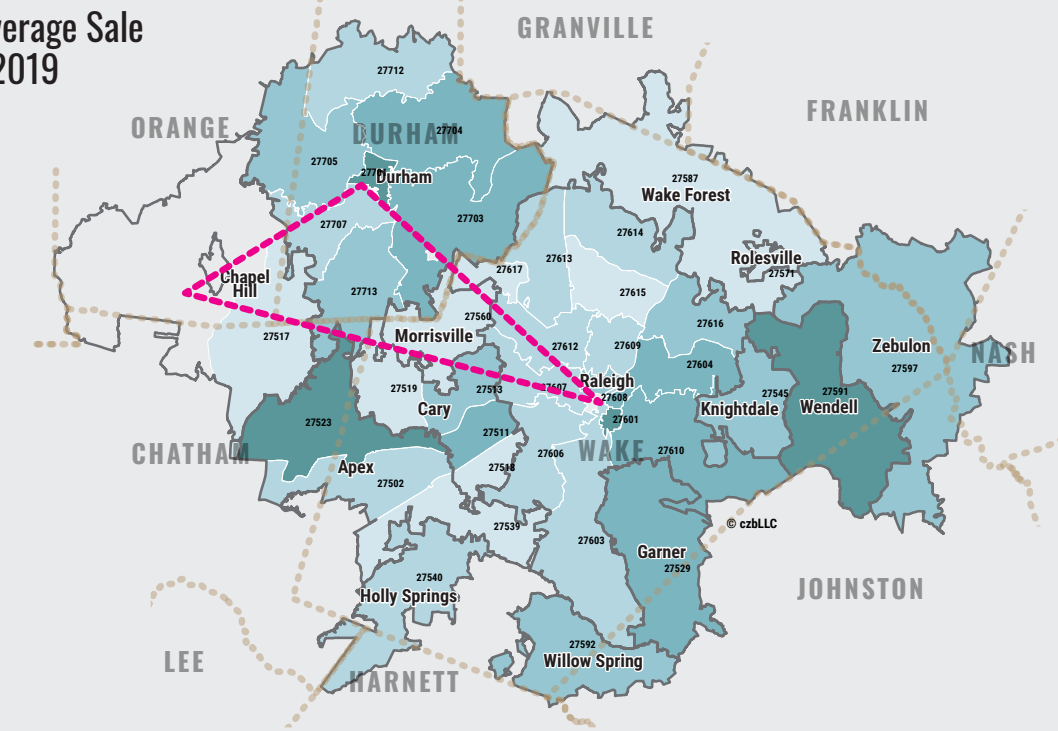 verage Sale
2019
GRANVILLE
27712
FRANKLIN
ORANGE
DURHAM
27704
27705
27701
Durham
27587
Wake Forest
27707
27703
27614
27613
Rolesville
27571
27617
Chapel
Hill
27713
27615
27560
27616
27517
Morrisville
27612
27609
Zebulon
NASH
27604
27597
Raleigh
27519
27513
27607
27608
27545
27591
Cary
Knightdale
Wendell
27523
27601
27511
CHATHAM
27606
WAKE
27610
Apex
27518
27502
27539
© czbLLC
27603
Garner
27529
27540
Holly Springs
JOHNSTON
27592
Willow Spring
LEE
HARNETT